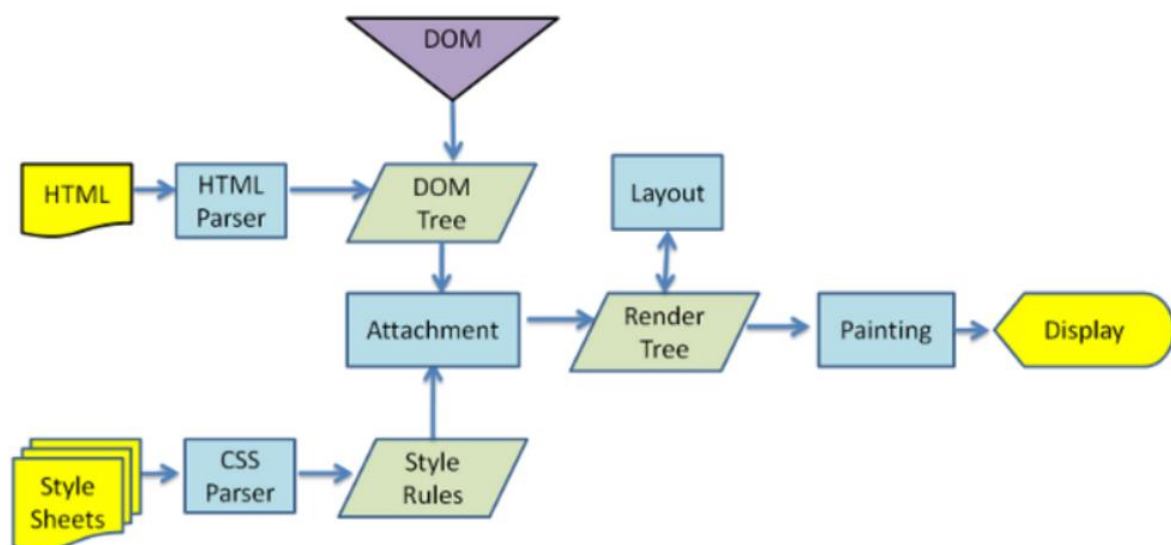 DOM
HTML
HTML
Parser
DOM
Tree
Layout
Attachment
Render
Tree
Painting
Display
Style
Sheets
CSS
Parser
Style
Rules